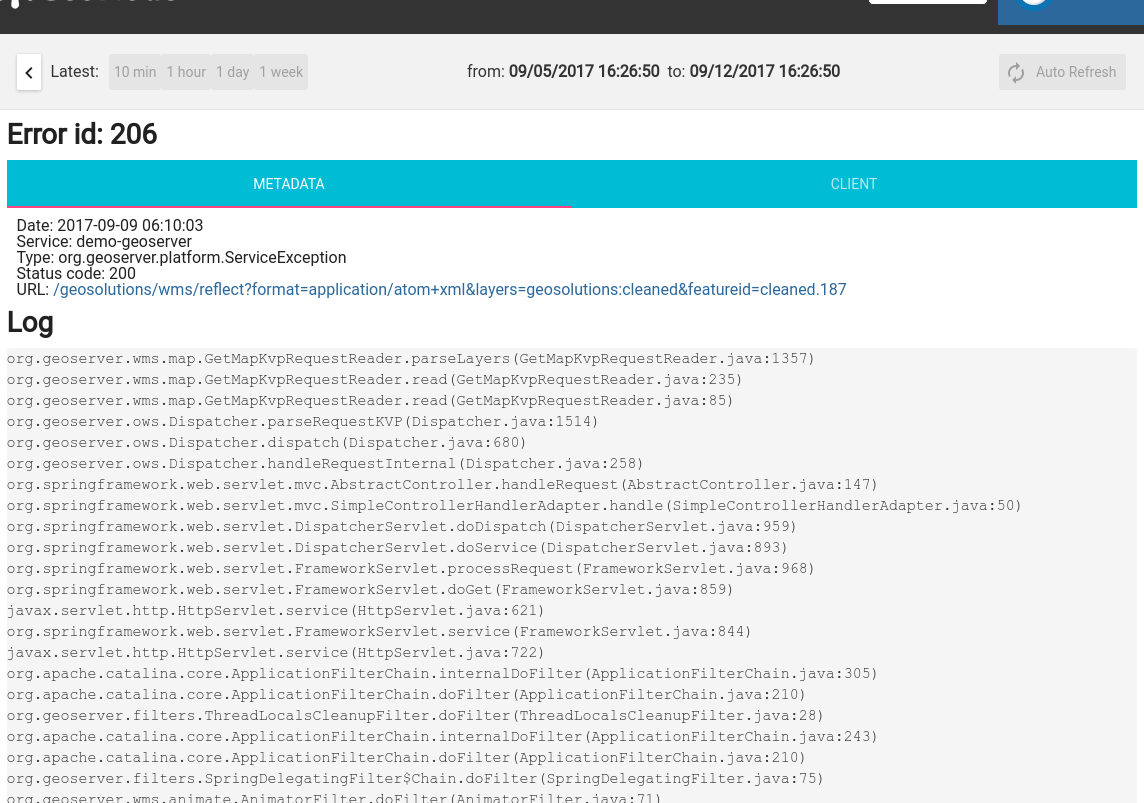 Latest: 10 min 1 hour 1 day 1 week from: 09/05/2017 16:26:50 to: 09/12/2017 16:26:50 Auto Refresh
Error id: 206
METADATA CLIENT
Date: 2017-09-09 06:10:03
Service: demo-geoserver
Type: org.geoserver.platform.ServiceException
Status code: 200
URL: /geosolutions/wms/reflect?format=application/atom+xml&layers=geosolutions:cleaned&featureid=cleaned.187
Log
org.geoserver.wms.map.GetMapKvpRequestReader.parseLayers(GetMapKvpRequestReader.java:1357)
org.geoserver.wms.map.GetMapKvpRequestReader.read(GetMapKvpRequestReader.java:235)
org.geoserver.wms.map.GetMapKvpRequestReader.read(GetMapKvpRequestReader.java:85)
org.geoserver.ows.Dispatcher.parseRequestKVP(Dispatcher.java:1514)
org.geoserver.ows.Dispatcher.dispatch(Dispatcher.java:680)
org.geoserver.ows.Dispatcher.handleRequestInternal(Dispatcher.java:258)
org.springframework.web.servlet.mvc.AbstractController.handleRequest(AbstractController.java:147)
org.springframework.web.servlet.mvc.SimpleControllerHandlerAdapter.handle(SimpleControllerHandlerAdapter.java:50)
org.springframework.web.servlet.DispatcherServlet.doDispatch(DispatcherServlet.java:959)
org.springframework.web.servlet.DispatcherServlet.doService(DispatcherServlet.java:893)
org.springframework.web.servlet.FrameworkServlet.processRequest(FrameworkServlet.java:968)
org.springframework.web.servlet.FrameworkServlet.doGet(FrameworkServlet.java:859)
javax.servlet.http.HttpServlet.service(HttpServlet.java:621)
org.springframework.web.servlet.FrameworkServlet.service(FrameworkServlet.java:844)
javax.servlet.http.HttpServlet.service(HttpServlet.java:722)
org.apache.catalina.core.ApplicationFilterChain.internalDoFilter(ApplicationFilterChain.java:305)
org.apache.catalina.core.ApplicationFilterChain.doFilter(ApplicationFilterChain.java:210)
org.geoserver.filters.ThreadLocalsCleanupFilter.doFilter(ThreadLocalsCleanupFilter.java:28)
org.apache.catalina.core.ApplicationFilterChain.internalDoFilter(ApplicationFilterChain.java:243)
org.apache.catalina.core.ApplicationFilterChain.doFilter(ApplicationFilterChain.java:210)
org.geoserver.filters.SpringDelegatingFilter$Chain.doFilter(SpringDelegatingFilter.java:75)
org.geoserver.wms.animate.AnimatorFilter.doFilter(AnimatorFilter.java:71)